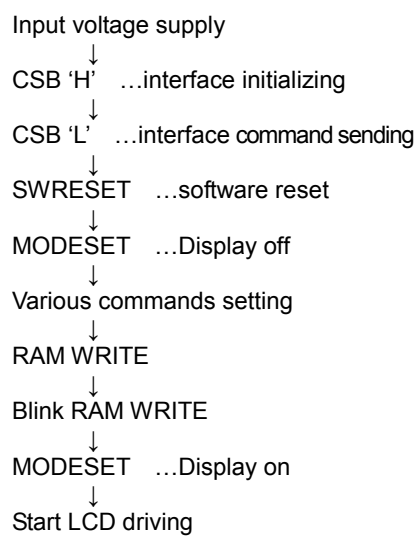 Input voltage supply
↓
CSB ‘H’ …interface initializing
↓
CSB ‘L’ …interface command sending
↓
SWRESET …software reset
↓
MODESET …Display off
↓
Various commands setting
↓
RAM WRITE
↓
Blink RAM WRITE
↓
MODESET …Display on
↓
Start LCD driving